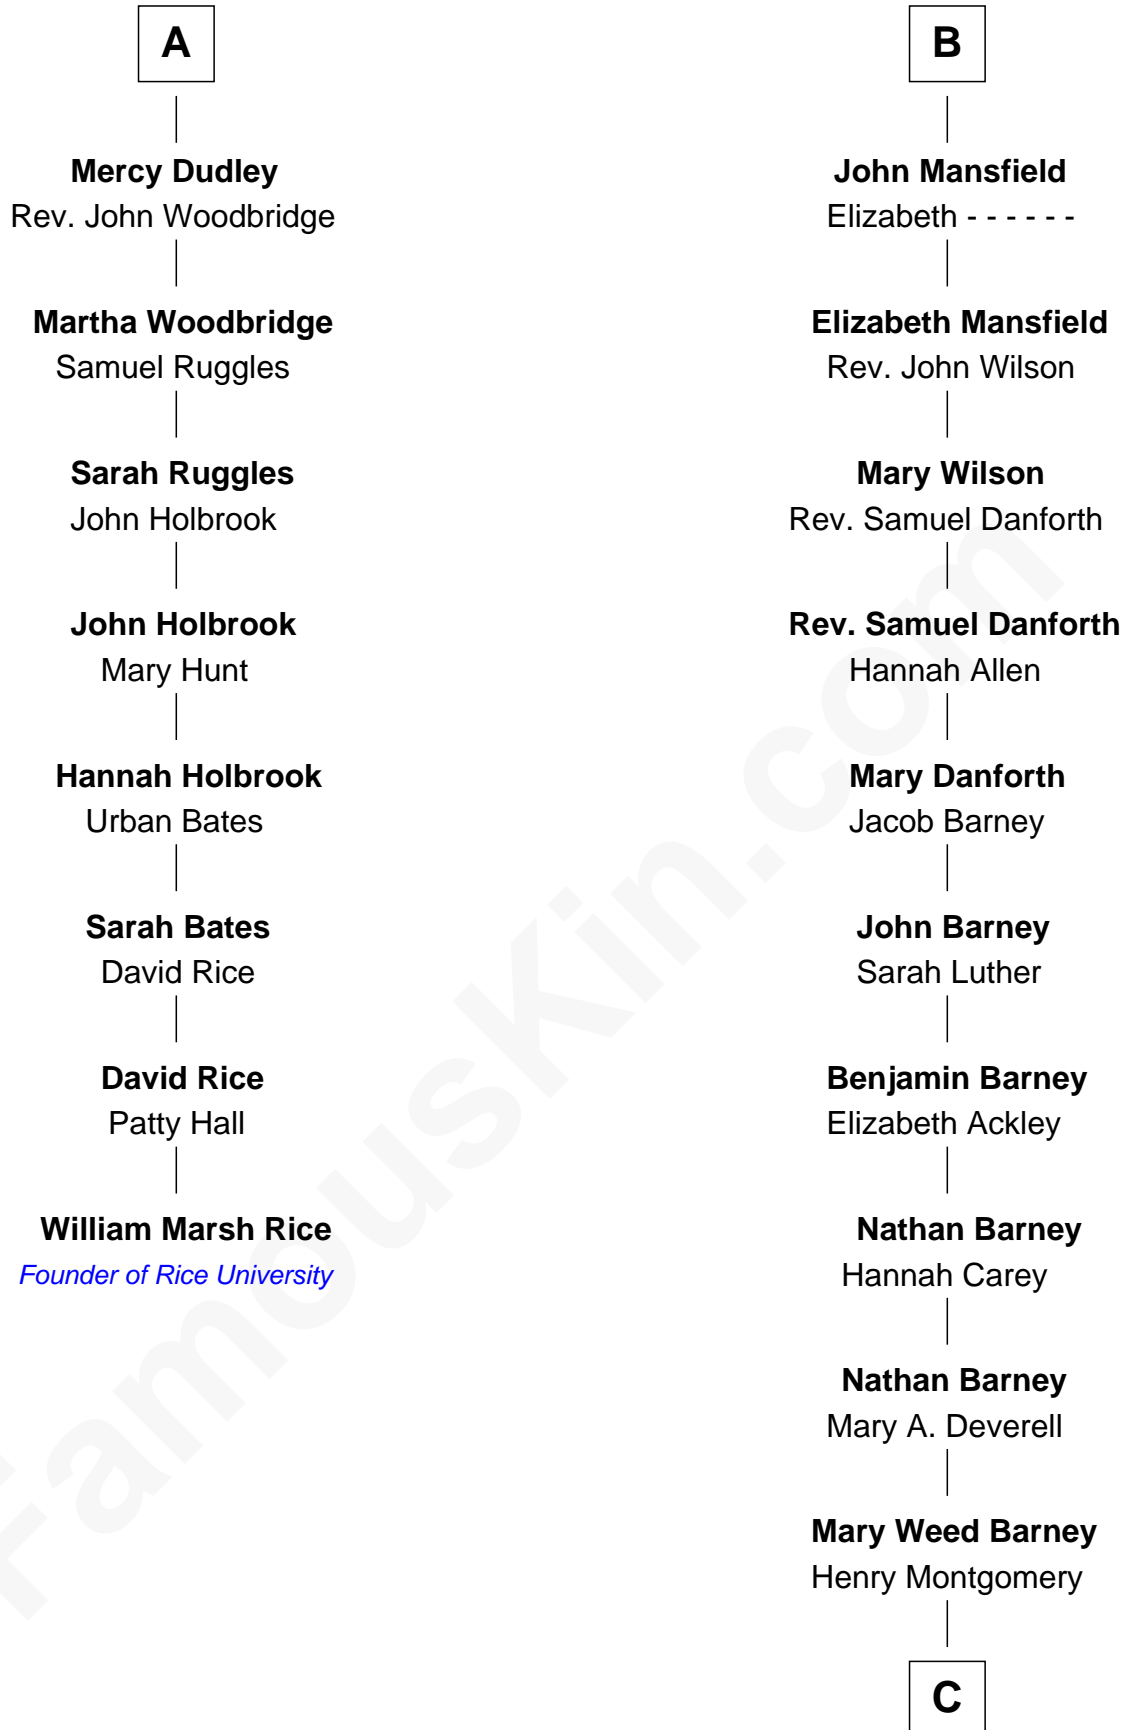 A
Mercy Dudley
Rev. John Woodbridge
Martha Woodbridge
Samuel Ruggles
Sarah Ruggles
John Holbrook
John Holbrook
Mary Hunt
Hannah Holbrook
Urban Bates
Sarah Bates
David Rice
David Rice
Patty Hall
William Marsh Rice
Founder of Rice University
B
John Mansfield
Elizabeth - - - - - -
Elizabeth Mansfield
Rev. John Wilson
Mary Wilson
Rev. Samuel Danforth
Rev. Samuel Danforth
Hannah Allen
Mary Danforth
Jacob Barney
John Barney
Sarah Luther
Benjamin Barney
Elizabeth Ackley
Nathan Barney
Hannah Carey
Nathan Barney
Mary A. Deverell
Mary Weed Barney
Henry Montgomery
C
FamousKin.com